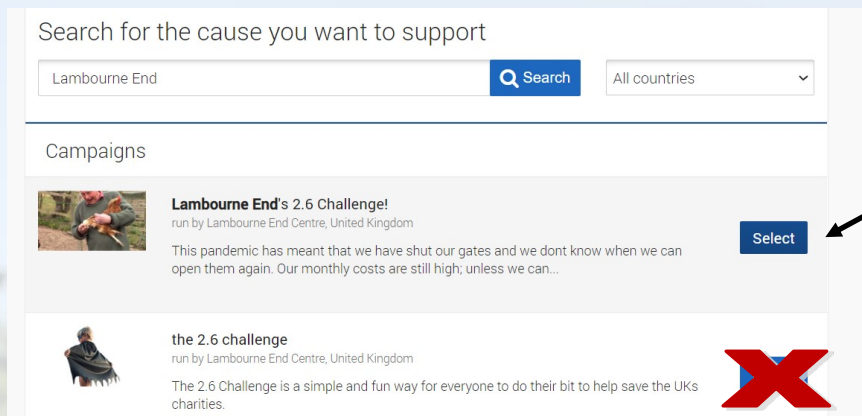 Search for the cause you want to support
Lambourne End
Search
All countries
Campaigns
Lambourne End's 2.6 Challenge!
run by Lambourne End Centre, United Kingdom
This pandemic has meant that we have shut our gates and we dont know when we can
open them again. Our monthly costs are still high; unless we can...
Select
the 2.6 challenge
run by Lambourne End Centre, United Kingdom
The 2.6 Challenge is a simple and fun way for everyone to do their bit to help save the UKs
charities.